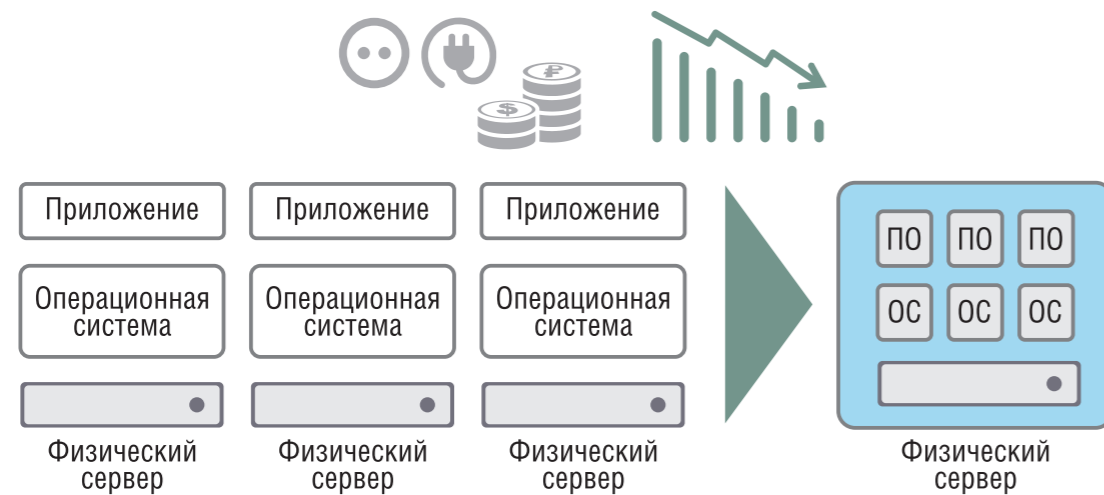 $
₽
Приложение
Приложение
Приложение
ПО
ПО
ПО
Операционная
система
Операционная
система
Операционная
система
ОС
ОС
ОС
Физический
сервер
Физический
сервер
Физический
сервер
Физический
сервер